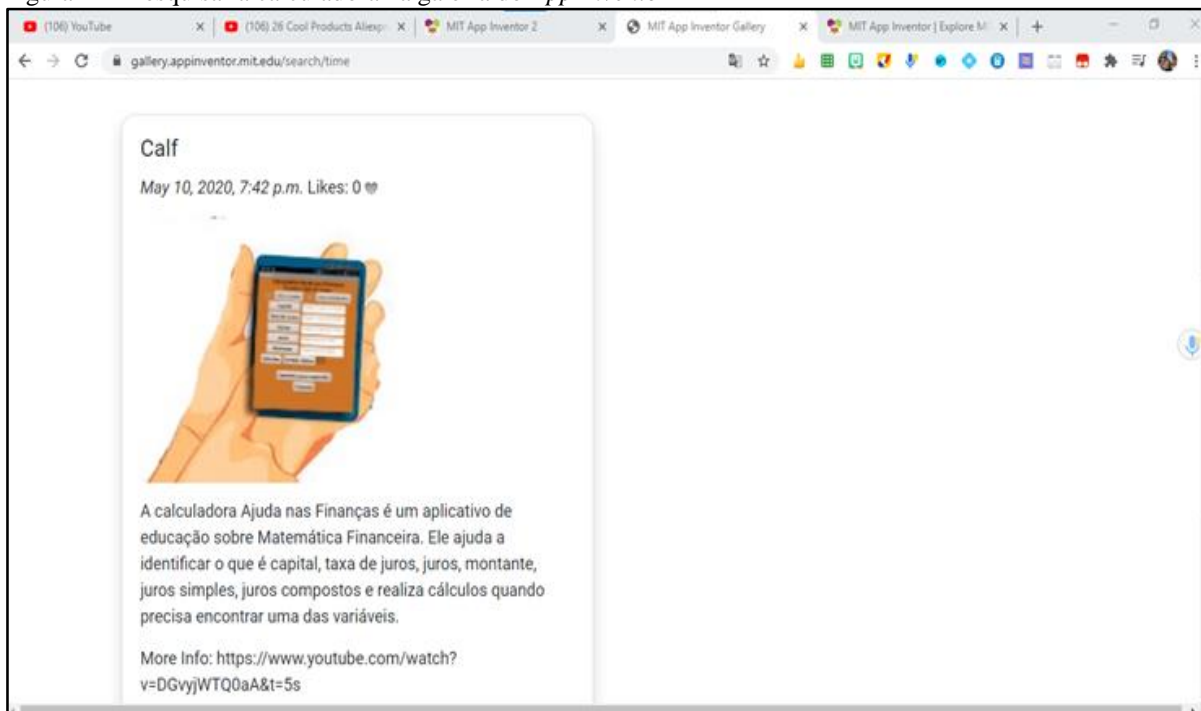 (106) YouTube
(106) 26 Cool Products Aliexp
MIT App Inventor 2
MIT App Inventor Gallery
MIT App Inventor | Explore M
gallery.appinventor.mit.edu/search/time
Calf
May 10, 2020, 7:42 p.m. Likes: 0
A calculadora Ajuda nas Finanças é um aplicativo de
educação sobre Matemática Financeira. Ele ajuda a
identificar o que é capital, taxa de juros, juros, montante,
juros simples, juros compostos e realiza cálculos quando
precisa encontrar uma das variáveis.
More Info: https://www.youtube.com/watch?
v=DGvyjWTQ0aA&t=5s